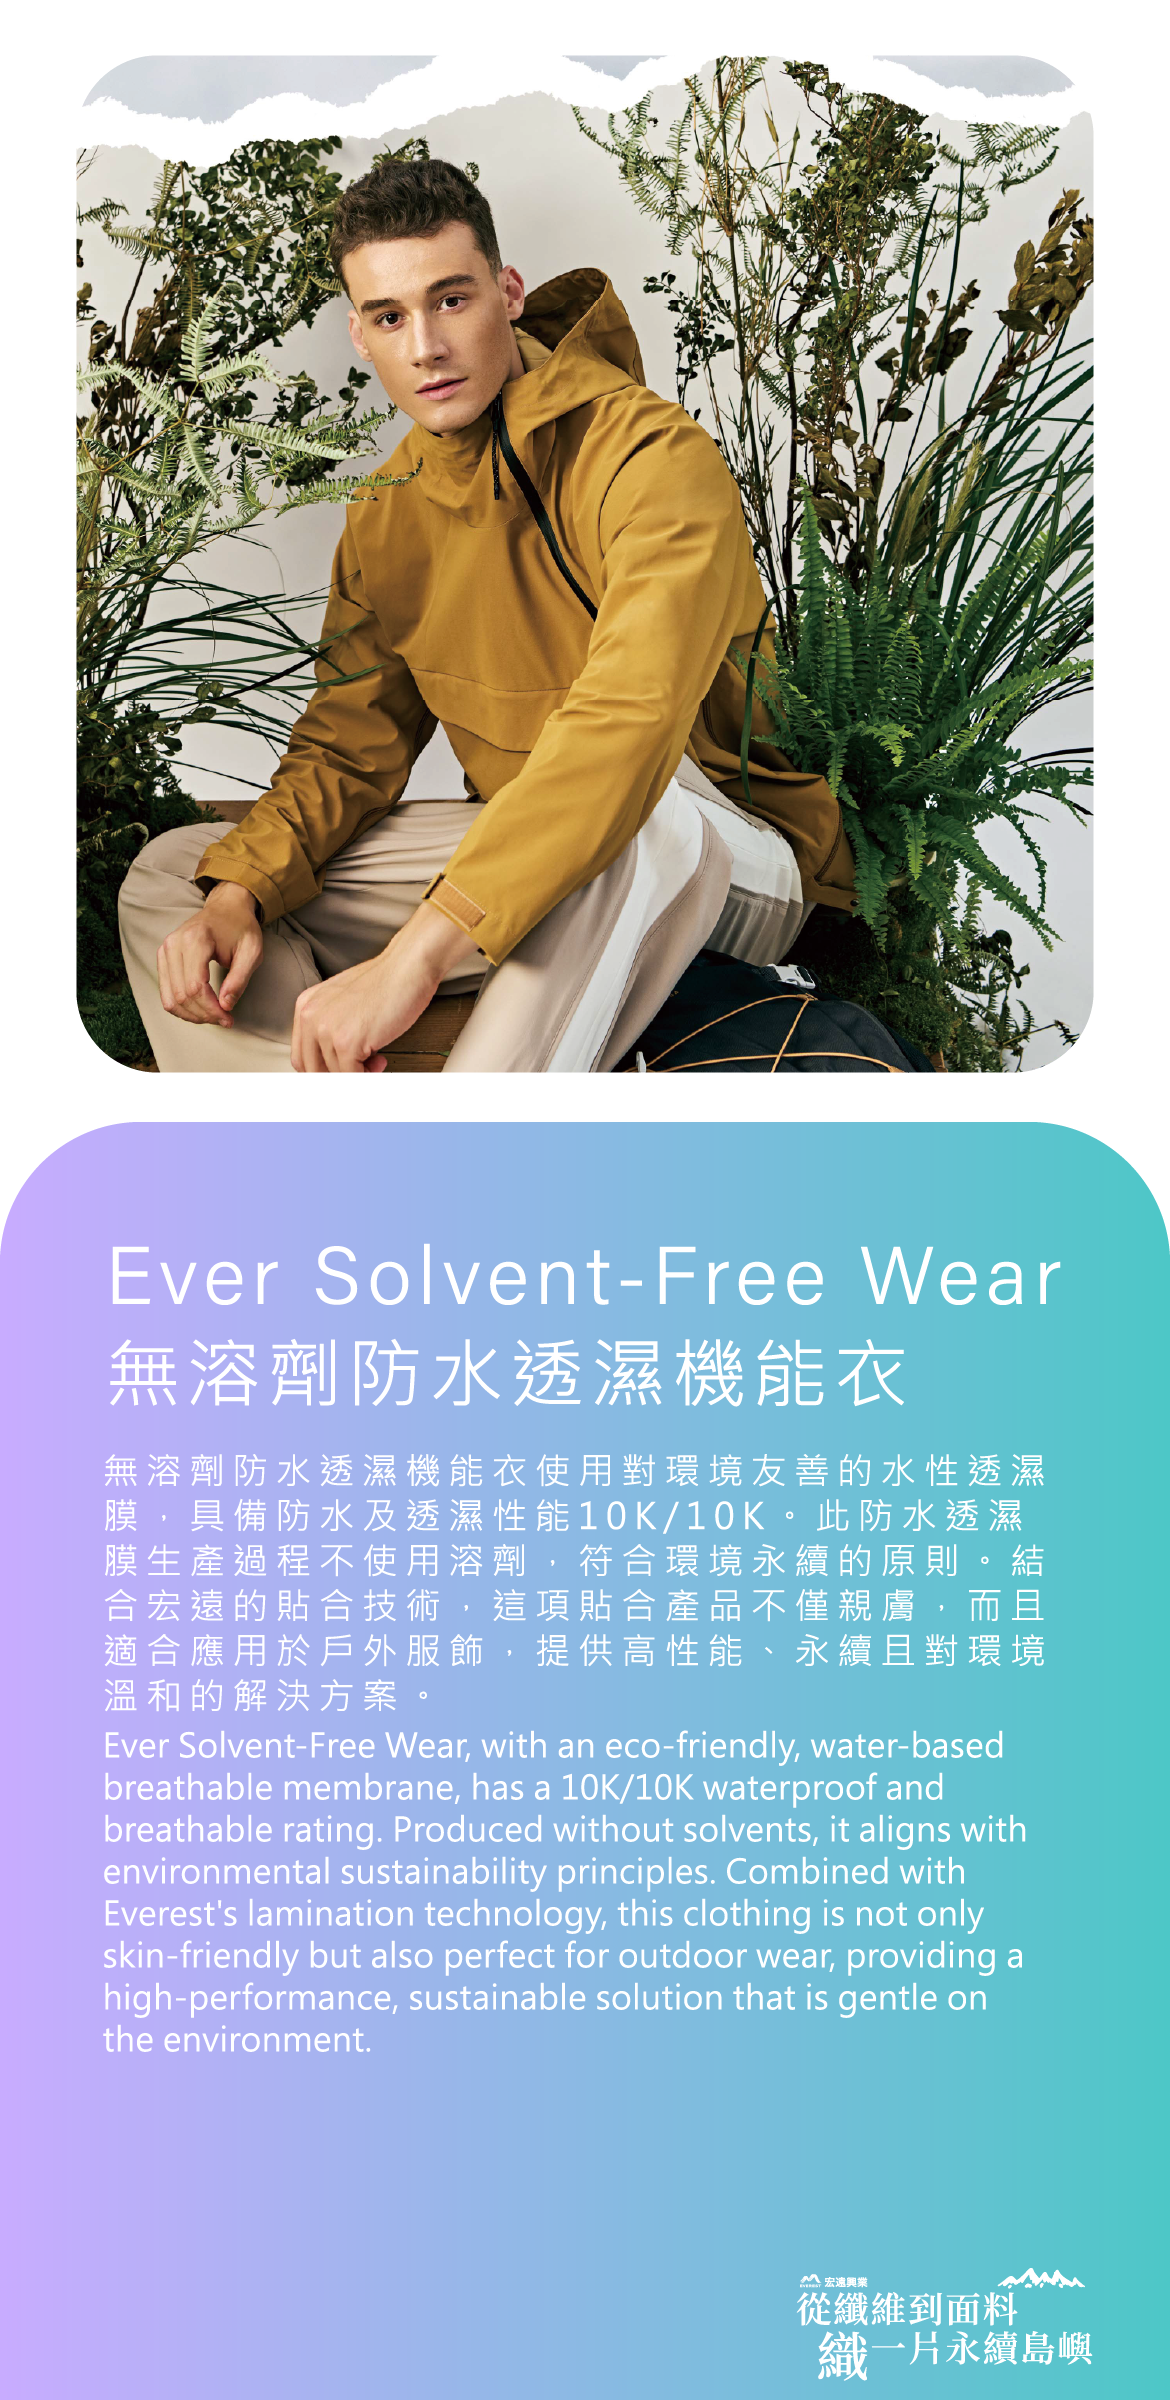 Ever Solvent-Free Wear
無溶劑防水透濕機能衣
無溶劑防水透濕機能衣使用對環境友善的水性透濕
膜，具備防水及透濕性能10K/10K。此防水透濕
膜生產過程不使用溶劑，符合環境永續的原則。結
合宏遠的貼合技術，這項貼合產品不僅親膚，而且
適合應用於戶外服飾，提供高性能、永續且對環境
溫和的解決方案。
Ever Solvent-Free Wear, with an eco-friendly, water-based
breathable membrane, has a 10K/10K waterproof and
breathable rating. Produced without solvents, it aligns with
environmental sustainability principles. Combined with
Everest's lamination technology, this clothing is not only
skin-friendly but also perfect for outdoor wear, providing a
high-performance, sustainable solution that is gentle on
the environment.
EVEREST 宏遠興業
從纖維到面料
織一片永續島嶼